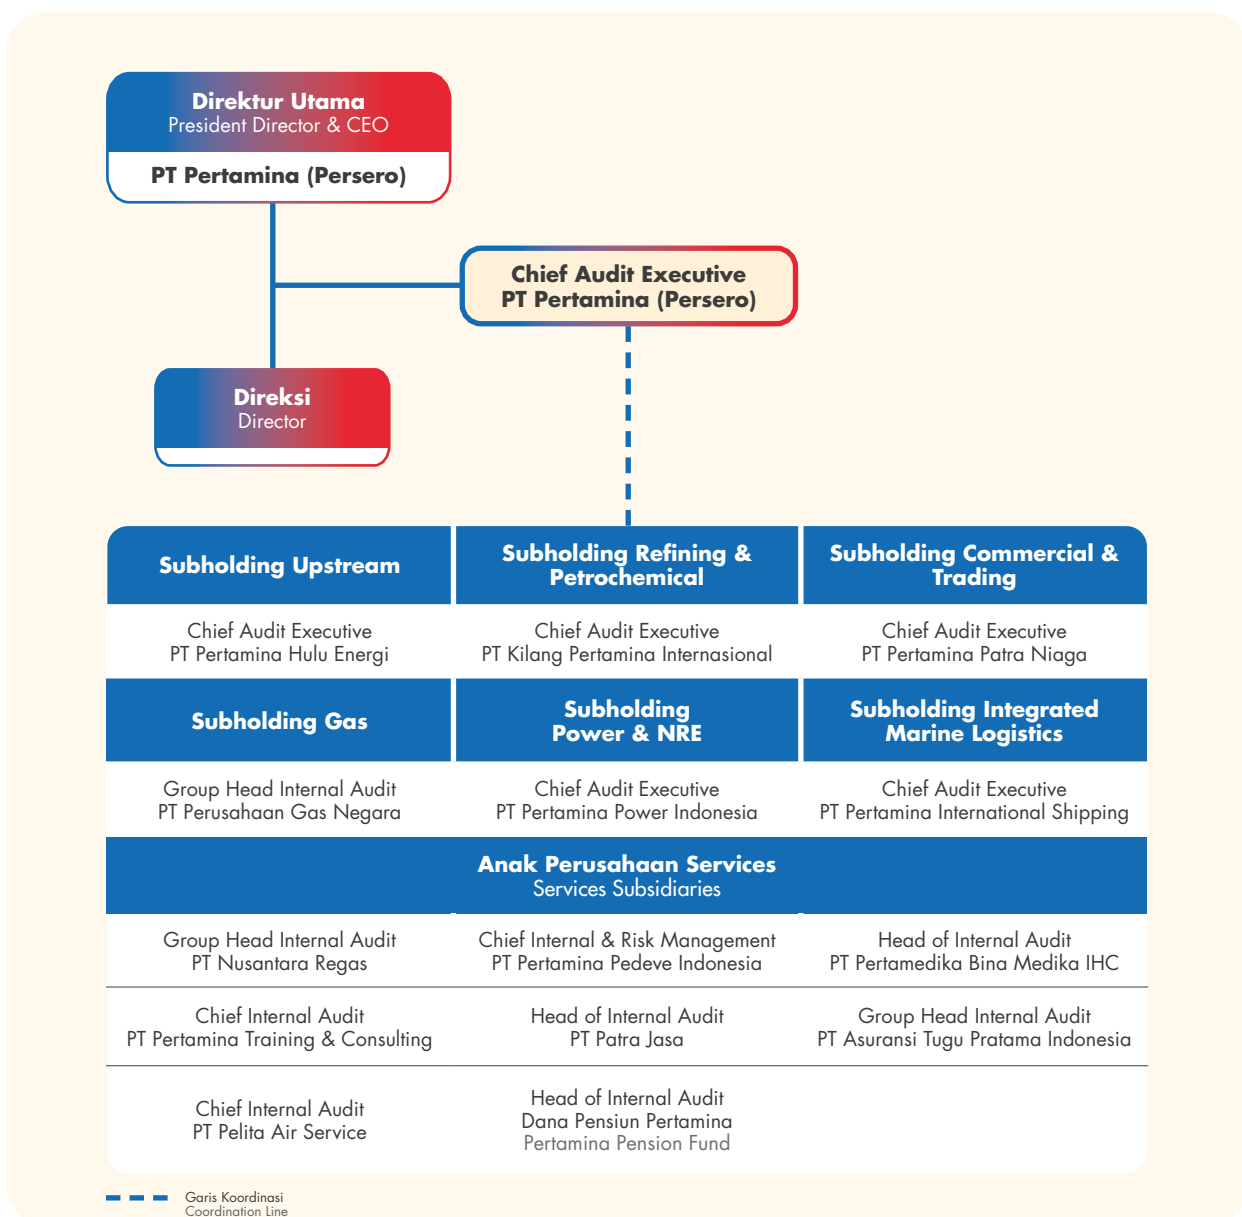 Direktur Utama
President Director & CEO
PT Pertamina (Persero)
Chief Audit Executive
PT Pertamina (Persero)
Direksi
Director
Subholding Upstream
Subholding Refining &
Petrochemical
Subholding Commercial &
Trading
Chief Audit Executive
PT Pertamina Hulu Energi
Chief Audit Executive
PT Kilang Pertamina Internasional
Chief Audit Executive
PT Pertamina Patra Niaga
Subholding Gas
Subholding
Power & NRE
Subholding Integrated
Marine Logistics
Group Head Internal Audit
PT Perusahaan Gas Negara
Chief Audit Executive
PT Pertamina Power Indonesia
Chief Audit Executive
PT Pertamina International Shipping
Anak Perusahaan Services
Services Subsidiaries
Group Head Internal Audit
PT Nusantara Regas
Chief Internal & Risk Management
PT Pertamina Pedeve Indonesia
Head of Internal Audit
PT Pertamedika Bina Medika IHC
Chief Internal Audit
PT Pertamina Training & Consulting
Head of Internal Audit
PT Patra Jasa
Group Head Internal Audit
PT Asuransi Tugu Pratama Indonesia
Chief Internal Audit
PT Pelita Air Service
Head of Internal Audit
Dana Pensiun Pertamina
Pertamina Pension Fund
Garis Koordinasi
Coordination Line